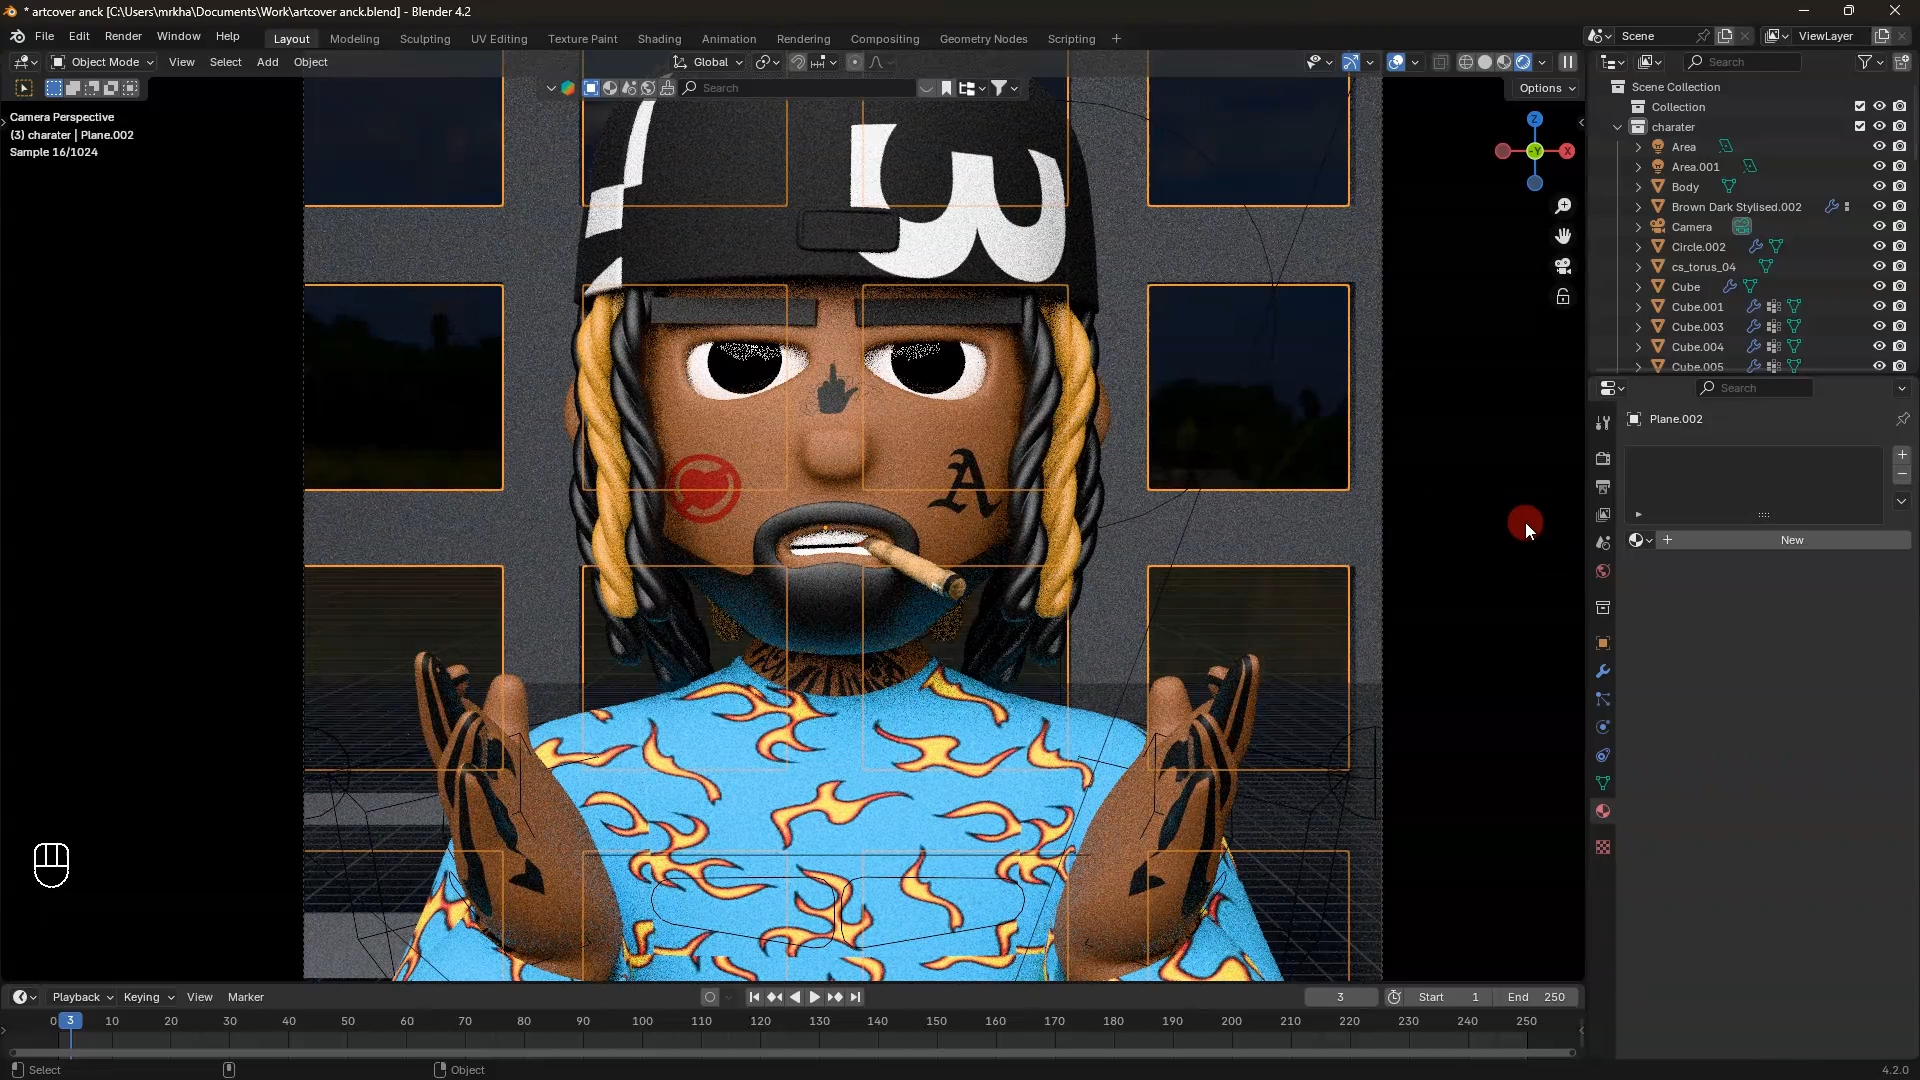 * artcover anck [C:\Users\mrkha\Documents\Work\artcover anck.blend] - Blender 4.2
File Edit Render Window Help Layout Modeling Sculpting UV Editing Texture Paint Shading Animation Rendering Compositing Geometry Nodes Scripting + Scene ViewLayer
Object Mode View Select Add Object Global Search
Search Options
Camera Perspective
(3) charater | Plane.002
Sample 16/1024
Z
-Y X
3
A
Scene Collection
Collection
charater
Area
Area.001
Body
Brown Dark Stylised.002
Camera
Circle.002
cs_torus_04
Cube
Cube.001
Cube.003
Cube.004
Cube.005
Search
Plane.002
New
Playback Keying View Marker 3 Start 1 End 250
0 3 10 20 30 40 50 60 70 80 90 100 110 120 130 140 150 160 170 180 190 200 210 220 230 240 250
Select Object 4.2.0